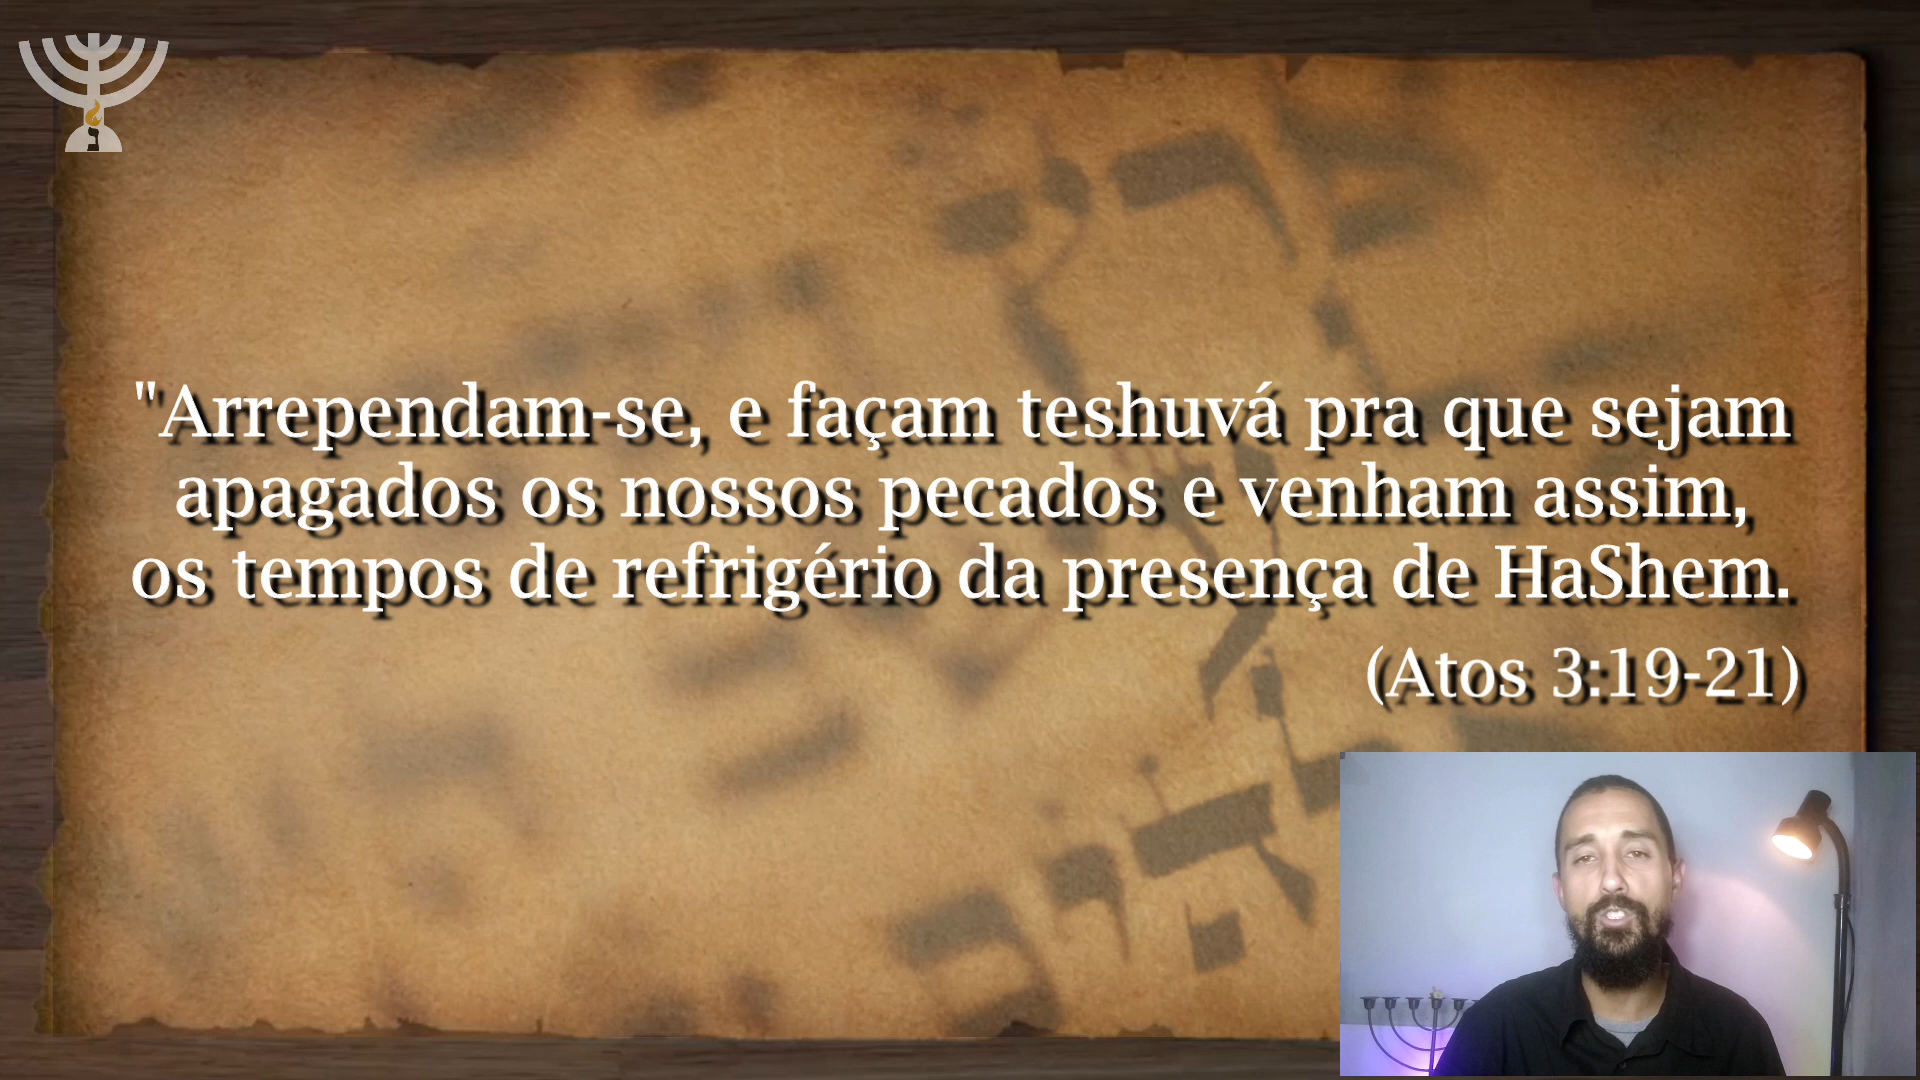 "Arrependam-se, e façam teshuvá pra que sejam
apagados os nossos pecados e venham assim,
os tempos de refrigério da presença de HaShem.
(Atos 3:19-21)